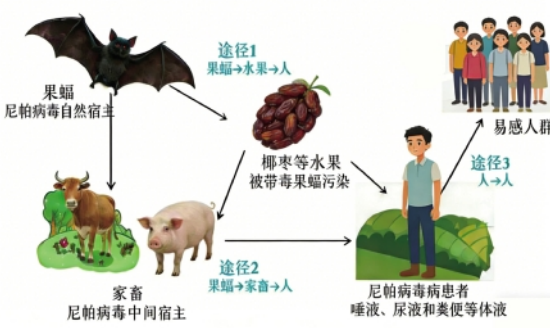 途径1
果蝠→水果→人
果蝠
尼帕病毒自然宿主
易感人群
椰枣等水果
被带毒果蝠污染
途径3
人→人
途径2
果蝠→家畜→人
家畜
尼帕病毒中间宿主
尼帕病毒病患者
唾液、尿液和粪便等体液